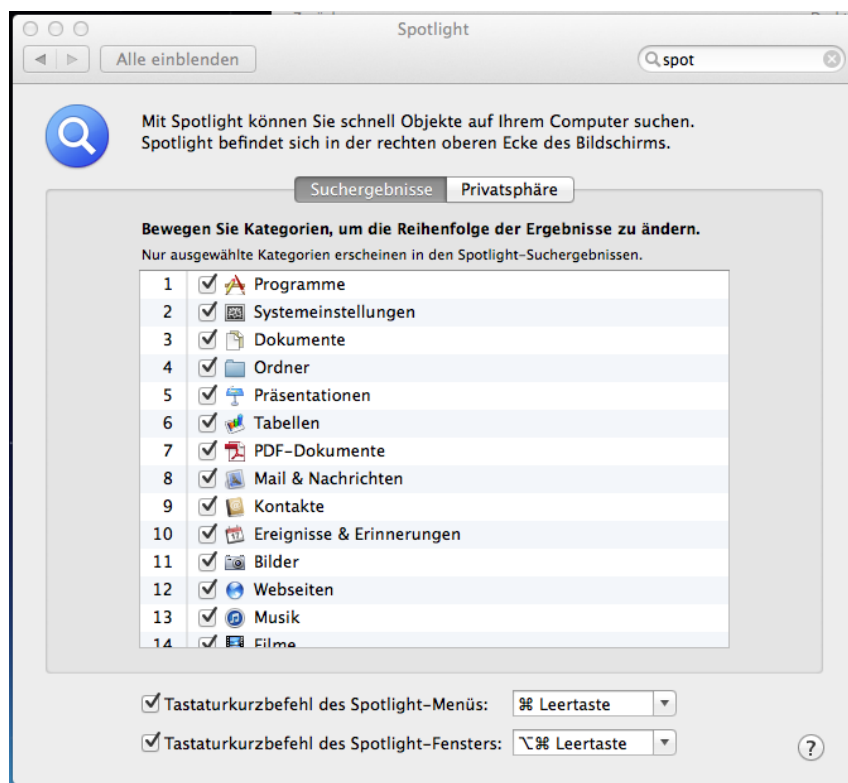 Spotlight
Alle einblenden
spot
Mit Spotlight können Sie schnell Objekte auf Ihrem Computer suchen.
Spotlight befindet sich in der rechten oberen Ecke des Bildschirms.
Suchergebnisse Privatsphäre
Bewegen Sie Kategorien, um die Reihenfolge der Ergebnisse zu ändern.
Nur ausgewählte Kategorien erscheinen in den Spotlight-Suchergebnissen.
1 Programme
2 Systemeinstellungen
3 Dokumente
4 Ordner
5 Präsentationen
6 Tabellen
7 PDF-Dokumente
8 Mail & Nachrichten
9 Kontakte
10 Ereignisse & Erinnerungen
11 Bilder
12 Webseiten
13 Musik
14 Filme
Tastaturkurzbefehl des Spotlight-Menüs: ⌘ Leertaste
Tastaturkurzbefehl des Spotlight-Fensters: ⌥⌘ Leertaste
?